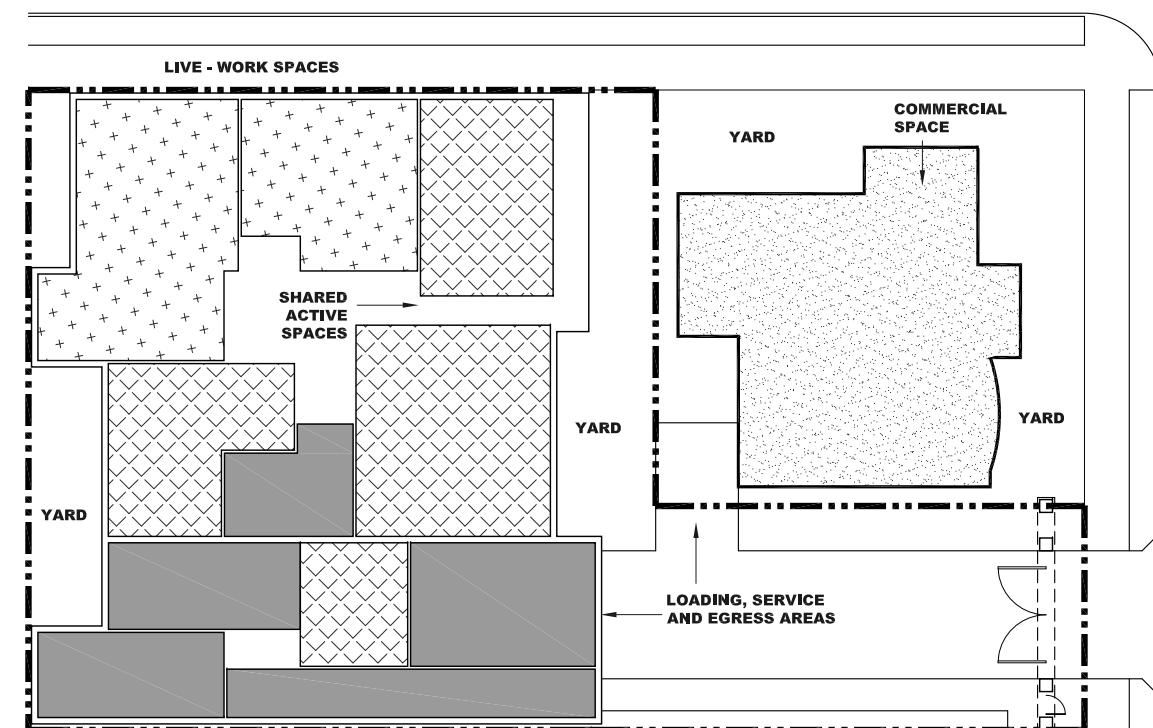 LIVE - WORK SPACES
COMMERCIAL
SPACE
YARD
SHARED
ACTIVE
SPACES
YARD
YARD
YARD
LOADING, SERVICE
AND EGRESS AREAS